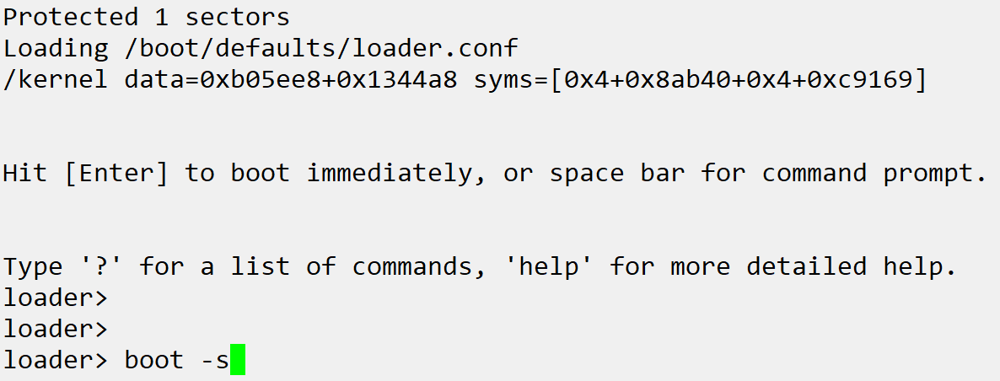 Protected 1 sectors
Loading /boot/defaults/loader.conf
/kernel data=0xb05ee8+0x1344a8 syms=[0x4+0x8ab40+0x4+0xc9169]
Hit [Enter] to boot immediately, or space bar for command prompt.
Type '?' for a list of commands, 'help' for more detailed help.
loader>
loader>
loader> boot -s